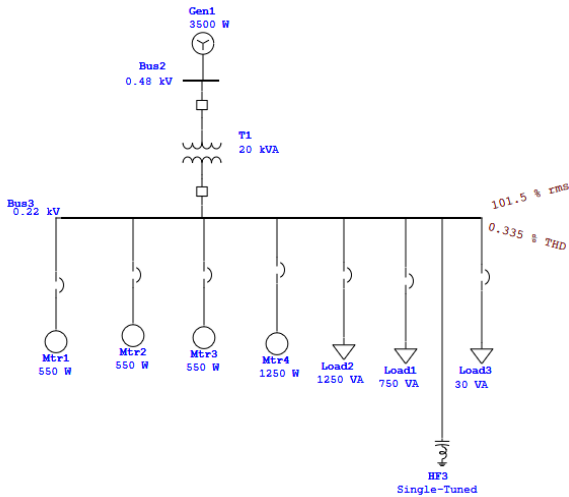 Gen1
3500 W
Bus2
0.48 kV
T1
20 kVA
Bus3
0.22 kV
101.5 % rms
0.335 % THD
Mtr1
550 W
Mtr2
550 W
Mtr3
550 W
Mtr4
1250 W
Load2
1250 VA
Load1
750 VA
Load3
30 VA
HF3
Single-Tuned